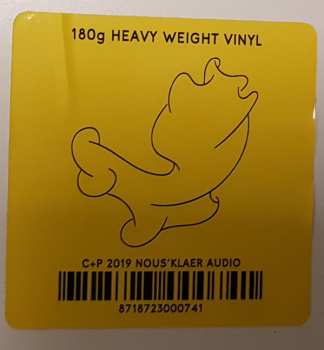 180g HEAVY WEIGHT VINYL
C+P 2019 NOUS'KLAER AUDIO
8718723000741